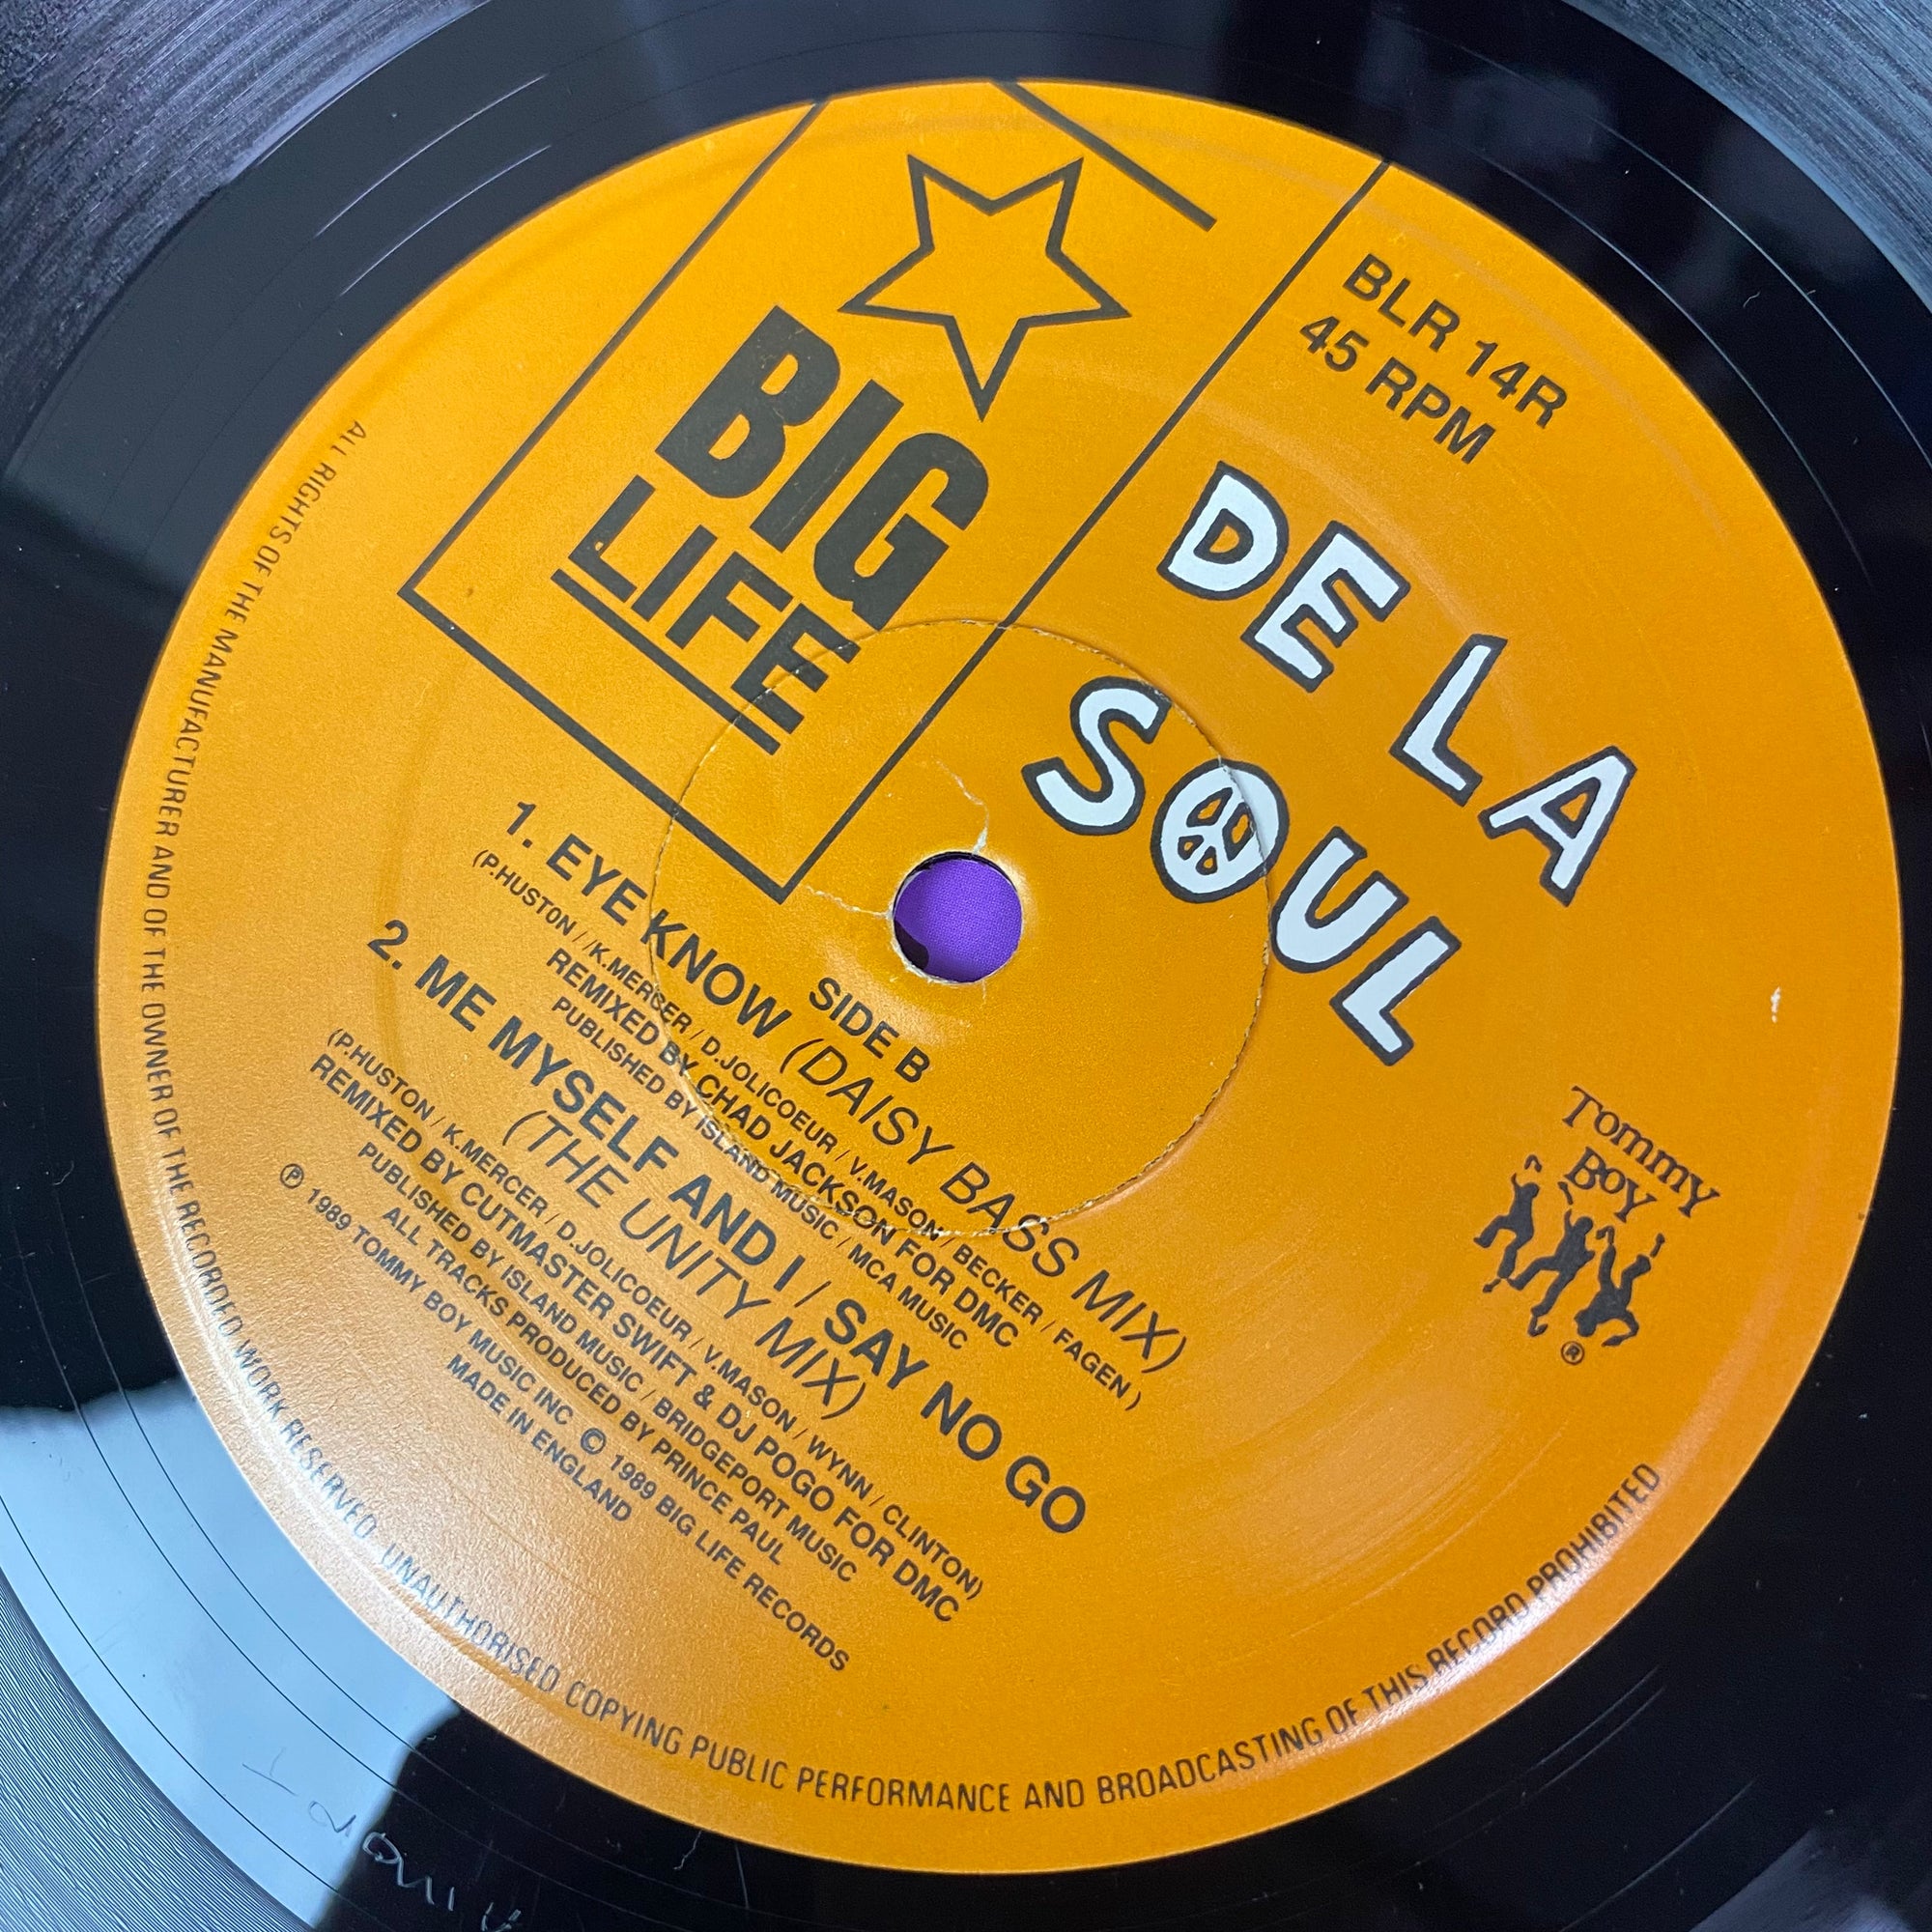 BIG
LIFE
BLR 14R
45 RPM
DE LA
SOUL
Tommy
Boy
®
SIDE B
1. EYE KNOW (DAISY BASS MIX)
(P.HUSTON / /K.MERCER / D.JOLICOEUR / V.MASON / BECKER / FAGEN )
REMIXED BY CHAD JACKSON FOR DMC
PUBLISHED BY ISLAND MUSIC / MCA MUSIC
2. ME MYSELF AND I / SAY NO GO
(THE UNITY MIX)
(P.HUSTON / K.MERCER / D.JOLICOEUR / V.MASON / WYNN / CLINTON)
REMIXED BY CUTMASTER SWIFT & DJ POGO FOR DMC
PUBLISHED BY ISLAND MUSIC / BRIDGEPORT MUSIC
ALL TRACKS PRODUCED BY PRINCE PAUL
℗ 1989 TOMMY BOY MUSIC INC © 1989 BIG LIFE RECORDS
MADE IN ENGLAND
ALL RIGHTS OF THE MANUFACTURER AND OF THE OWNER OF THE RECORDED WORK RESERVED. UNAUTHORISED COPYING PUBLIC PERFORMANCE AND BROADCASTING OF THIS RECORD PROHIBITED